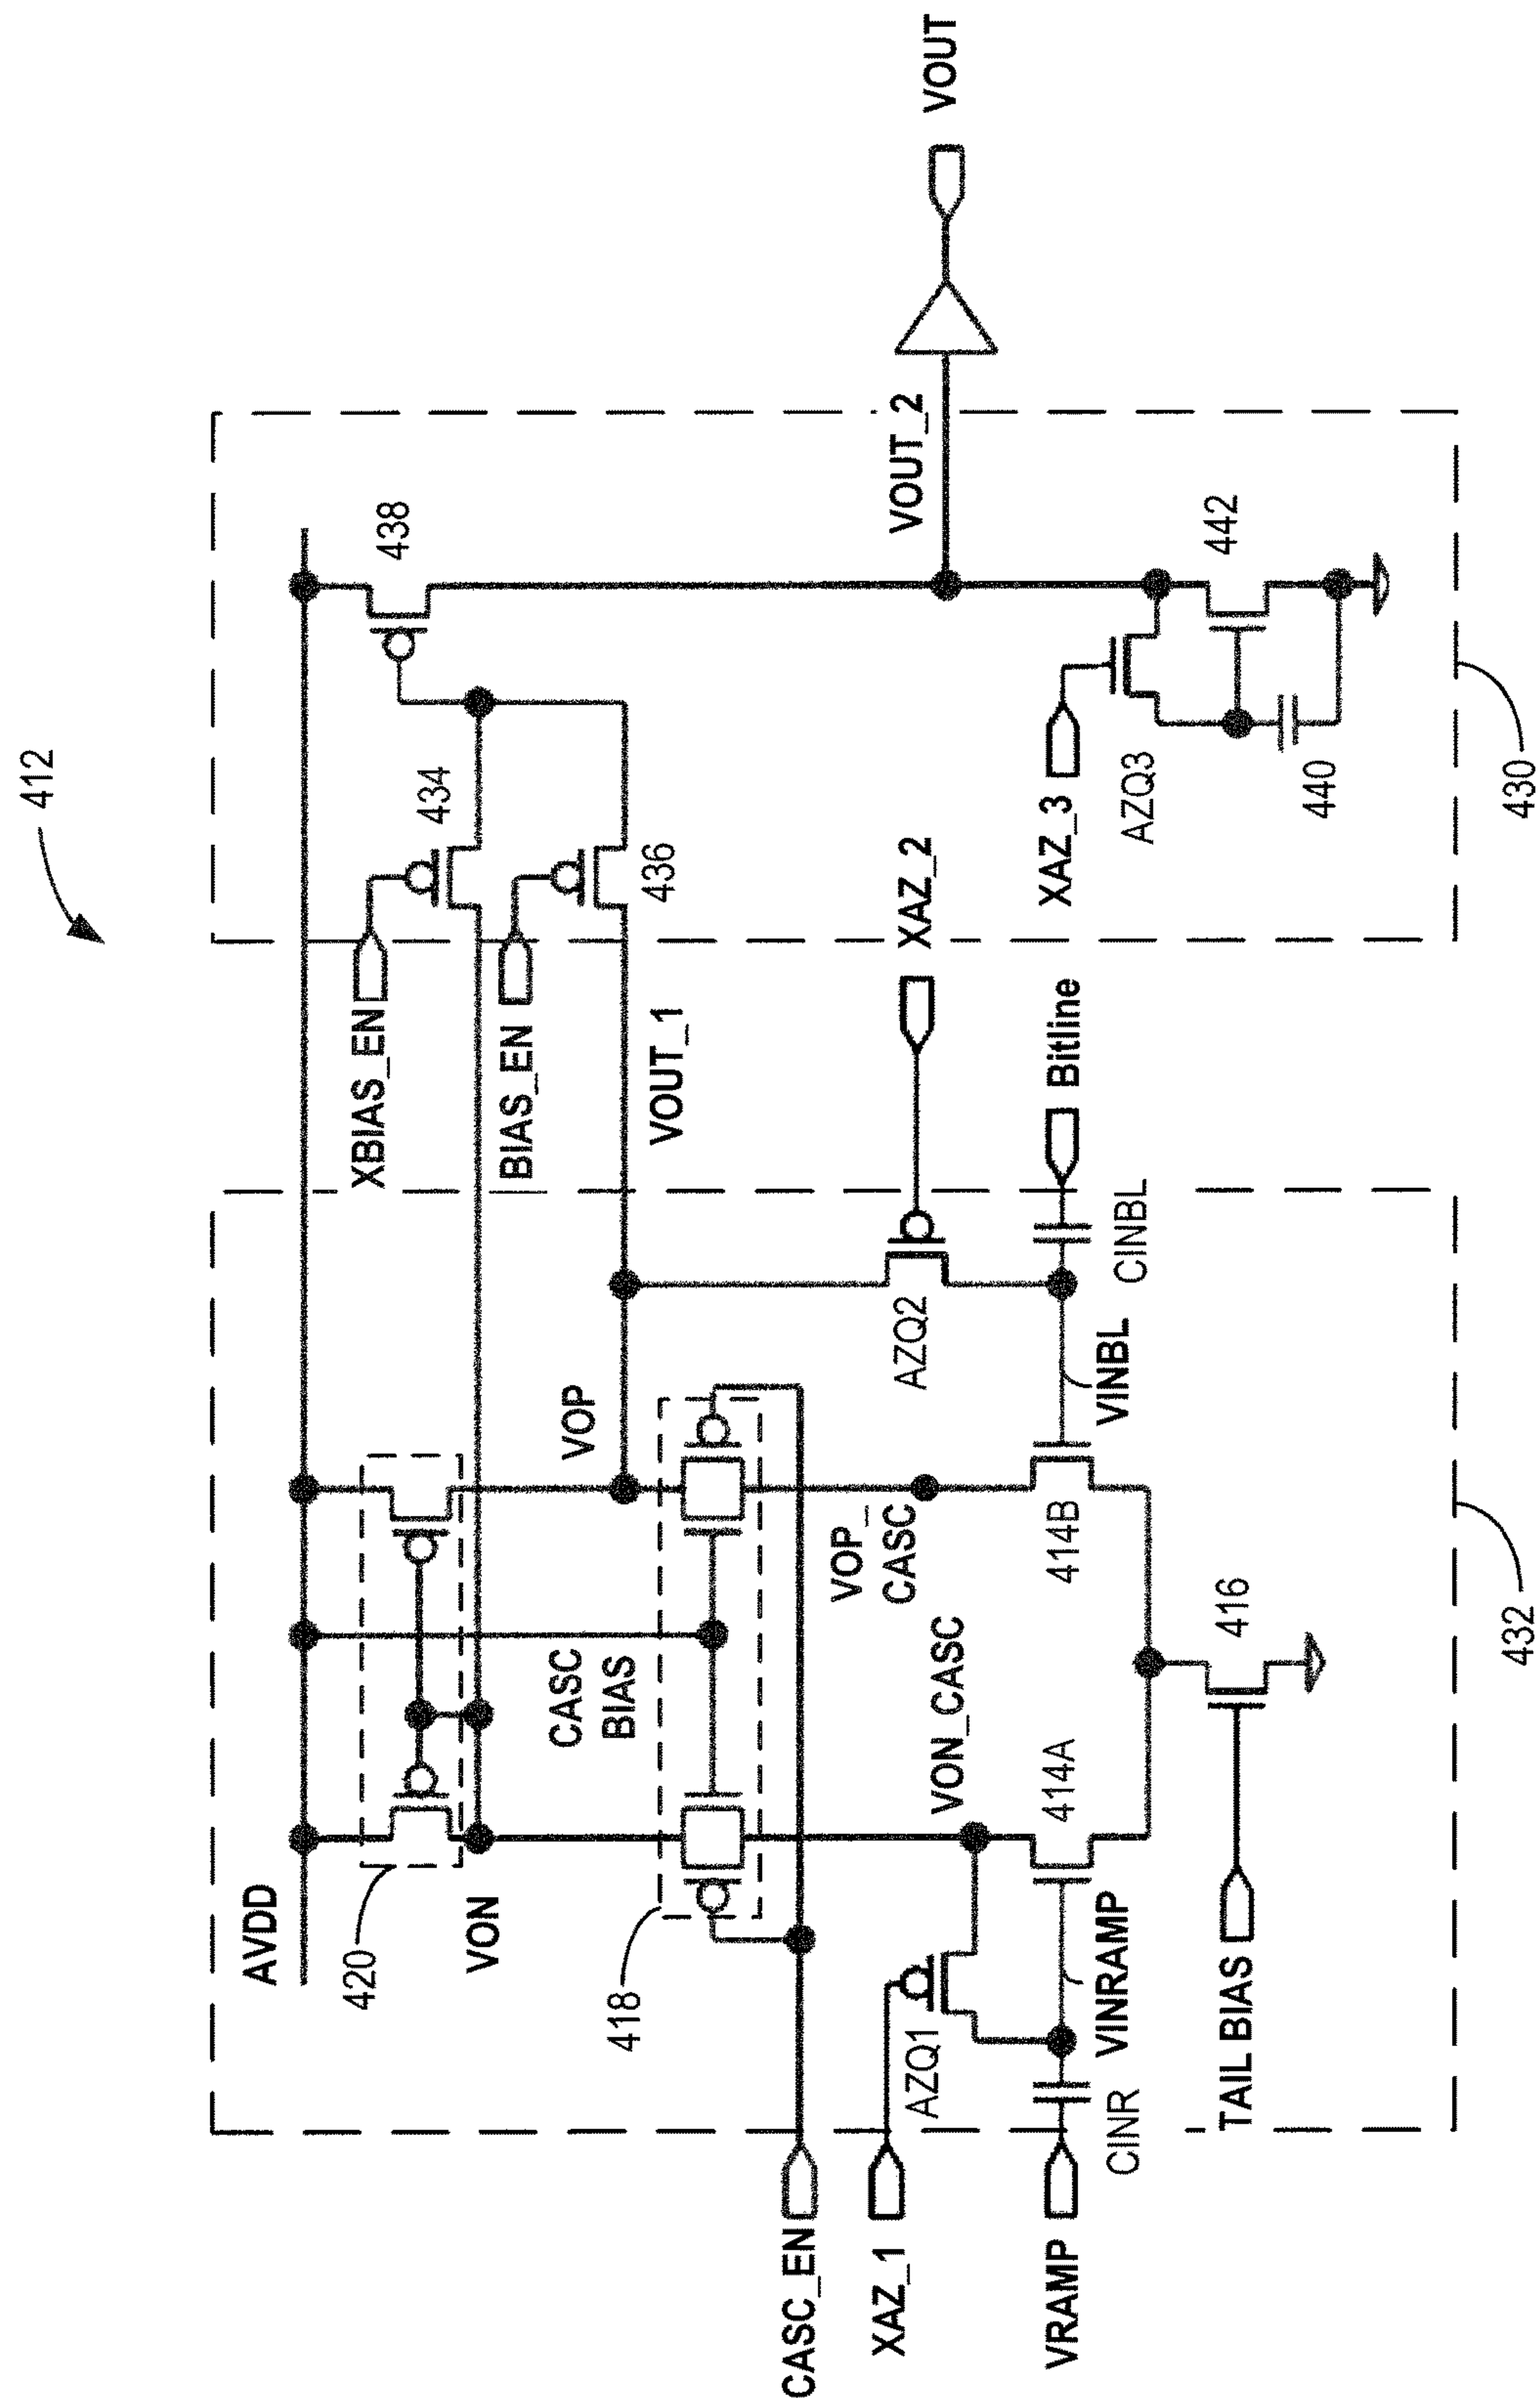 412
AVDD
420
VON
418
CASC
BIAS
VOP
XBIAS_EN
BIAS_EN
VOUT_1
434
436
438
VOUT_2
VOUT
CASC_EN
XAZ_1
AZQ1
VRAMP
CINR
VINRAMP
VON_CASC
414A
VOP_
CASC
414B
VINBL
AZQ2
CINBL
Bitline
XAZ_2
XAZ_3
AZQ3
440
442
TAIL BIAS
416
432
430